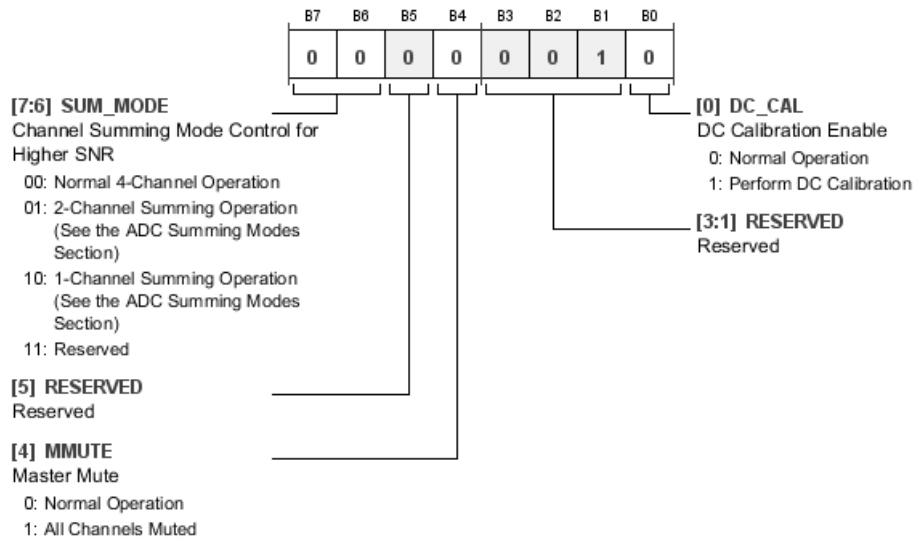 B7 B6 B5 B4 B3 B2 B1 B0
0 0 0 0 0 0 1 0
[7:6] SUM_MODE
Channel Summing Mode Control for
Higher SNR
00: Normal 4-Channel Operation
01: 2-Channel Summing Operation
(See the ADC Summing Modes
Section)
10: 1-Channel Summing Operation
(See the ADC Summing Modes
Section)
11: Reserved
[5] RESERVED
Reserved
[4] MMUTE
Master Mute
0: Normal Operation
1: All Channels Muted
[0] DC_CAL
DC Calibration Enable
0: Normal Operation
1: Perform DC Calibration
[3:1] RESERVED
Reserved